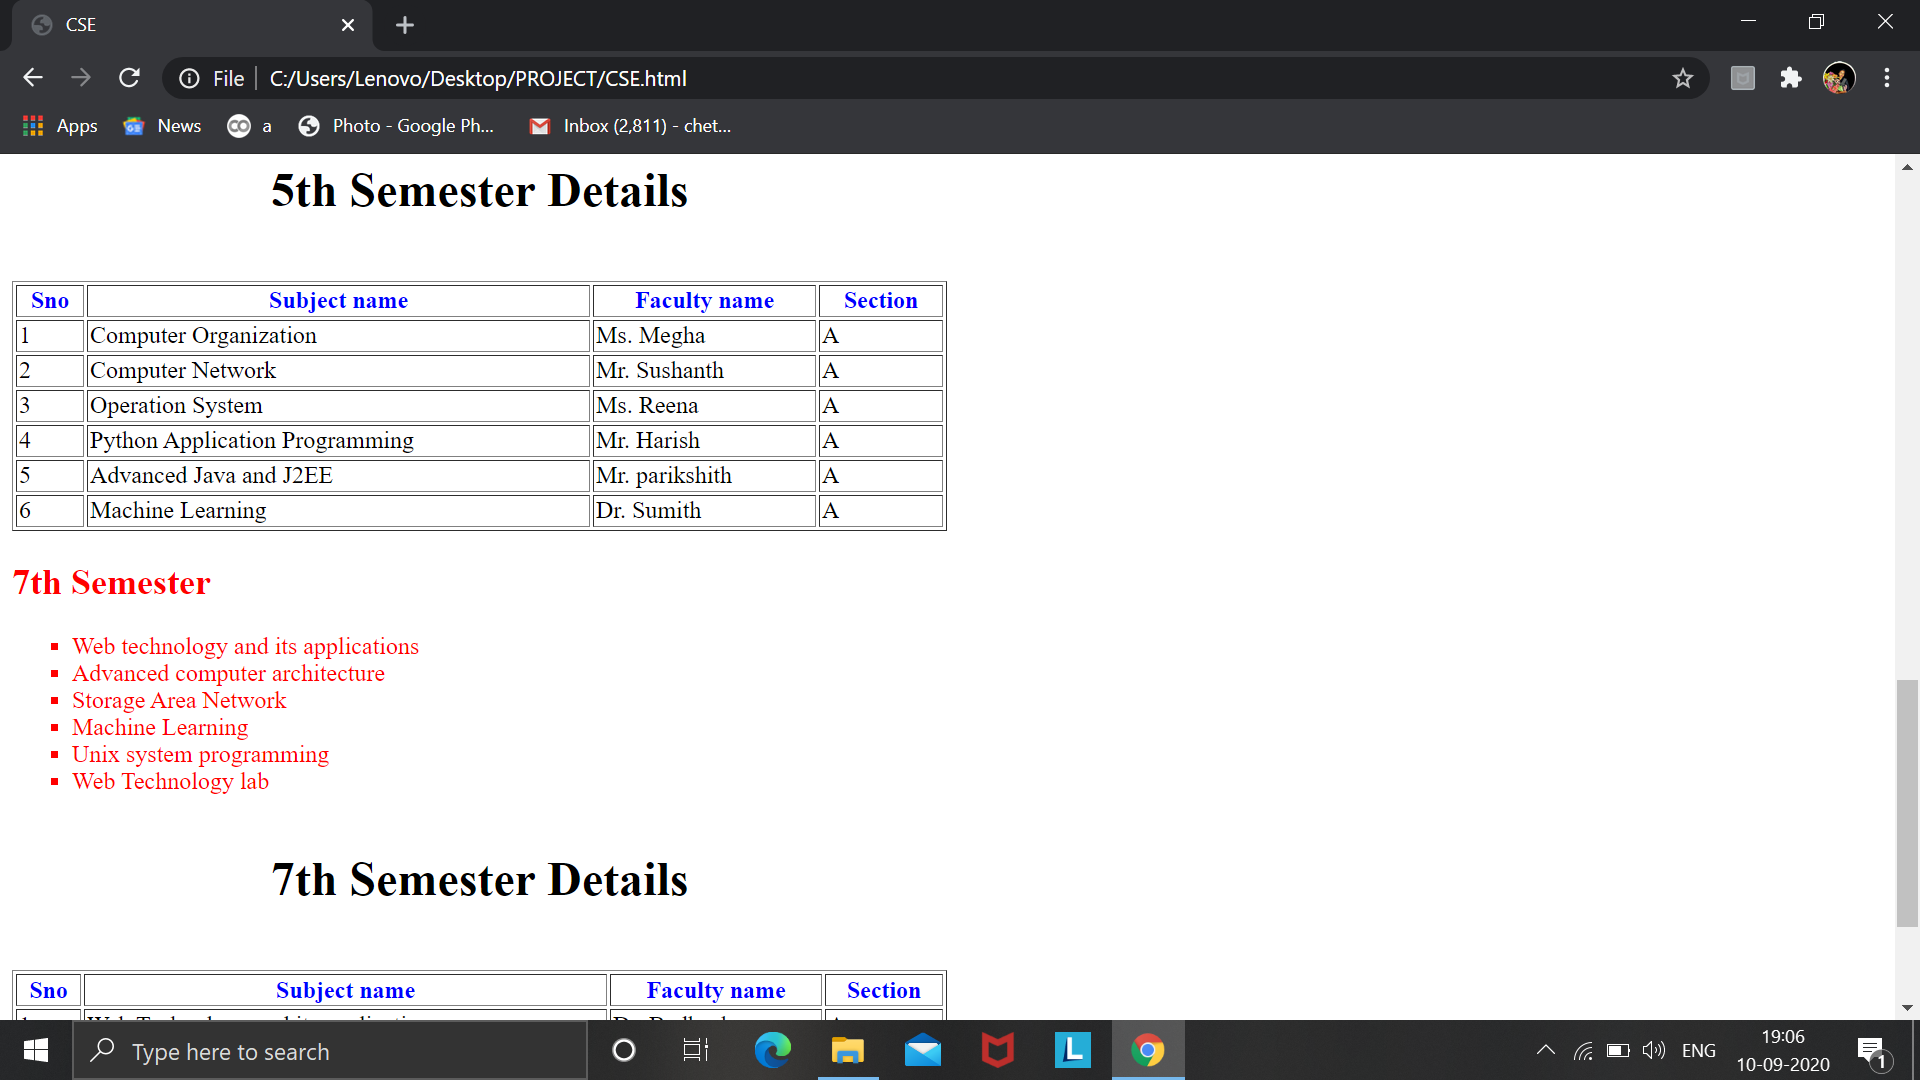 CSE
File
C:/Users/Lenovo/Desktop/PROJECT/CSE.html
Apps
News
a
Photo - Google Ph...
Inbox (2,811) - chet...
5th Semester Details
Sno Subject name Faculty name Section
1 Computer Organization Ms. Megha A
2 Computer Network Mr. Sushanth A
3 Operation System Ms. Reena A
4 Python Application Programming Mr. Harish A
5 Advanced Java and J2EE Mr. parikshith A
6 Machine Learning Dr. Sumith A
7th Semester
Web technology and its applications
Advanced computer architecture
Storage Area Network
Machine Learning
Unix system programming
Web Technology lab
7th Semester Details
Sno Subject name Faculty name Section
Type here to search
L
ENG
19:06
10-09-2020
1